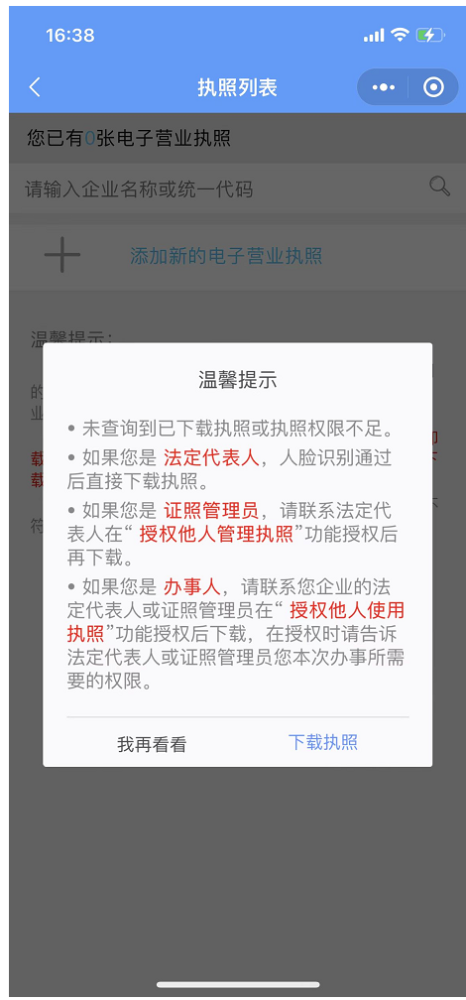 16:38
执照列表
您已有0张电子营业执照
请输入企业名称或统一代码
添加新的电子营业执照
温馨提示：
的
业
载
载
符
温馨提示
• 未查询到已下载执照或执照权限不足。
• 如果您是 法定代表人，人脸识别通过
后直接下载执照。
• 如果您是 证照管理员，请联系法定代
表人在“ 授权他人管理执照”功能授权后
再下载。
• 如果您是 办事人，请联系您企业的法
定代表人或证照管理员在“ 授权他人使用
执照”功能授权后下载，在授权时请告诉
法定代表人或证照管理员您本次办事所需
要的权限。
我再看看
下载执照